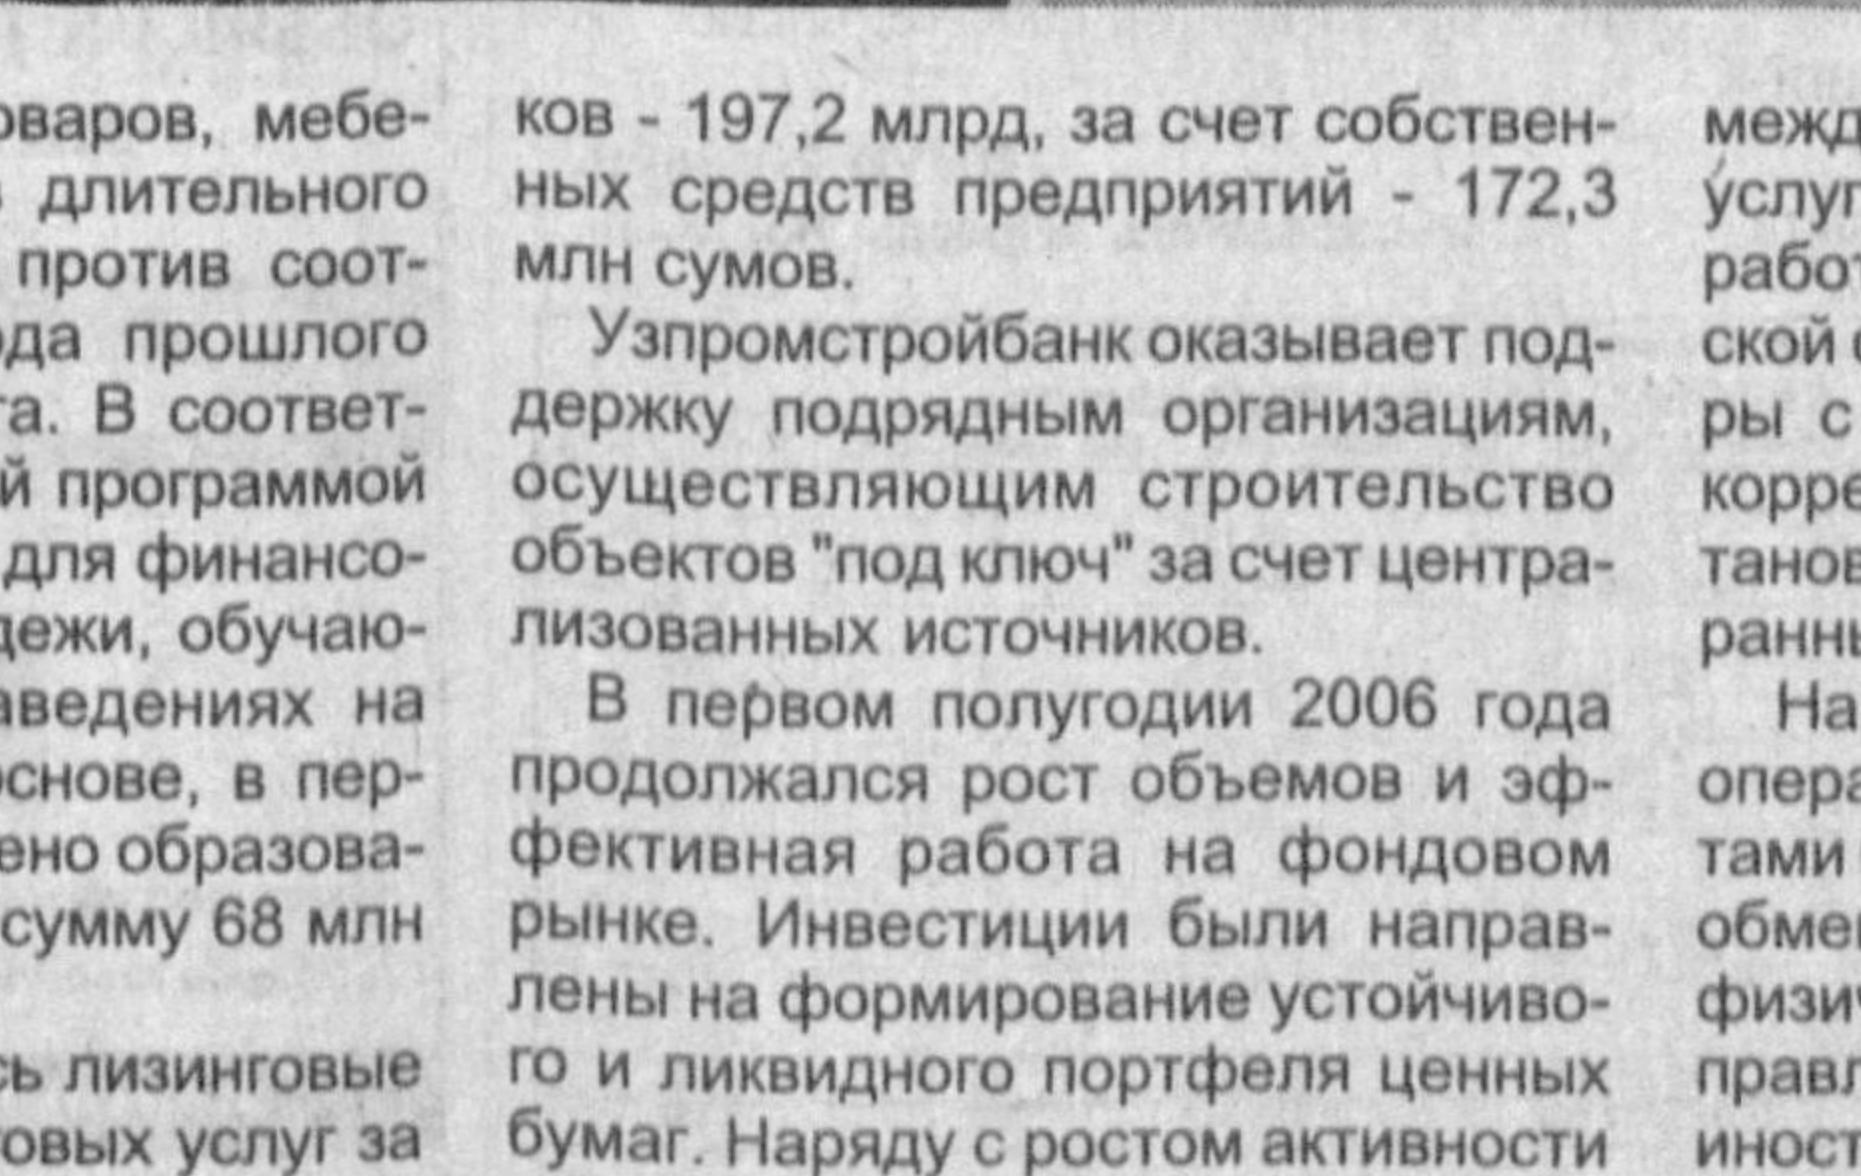 оваров, мебе-
длительного
против соот-
ода прошлого
та. В соответ-
й программой
для финансо-
дежи, обучаю-
аведениях на
основе, в пер-
ено образова-
сумму 68 млн
сь лизинговые
товых услуг за
ков - 197,2 млрд, за счет собствен-
ных средств предприятий - 172,3
млн сумов.
Узпромстройбанк оказывает под-
держку подрядным организациям,
осуществляющим строительство
объектов "под ключ" за счет центра-
лизованных источников.
В первом полугодии 2006 года
продолжался рост объемов и эф-
фективная работа на фондовом
рынке. Инвестиции были направ-
лены на формирование устойчиво-
го и ликвидного портфеля ценных
бумаг. Наряду с ростом активности
межд
услуг
работ
ской
ры с
корре
танов
ранны
На
опера
тами
обме
физич
правл
иност